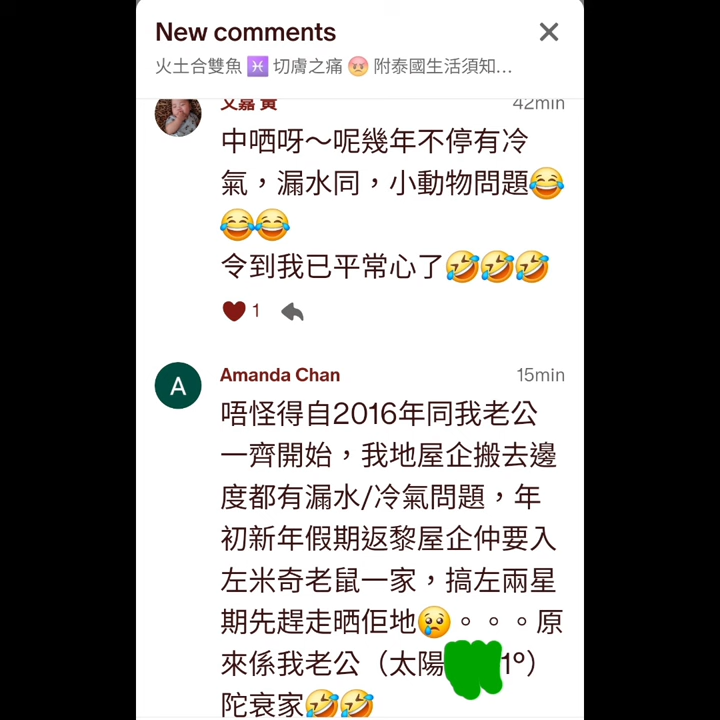 New comments
火土合雙魚 ♓ 切膚之痛 😡 附泰國生活須知...
文嘉 黃
42min
中哂呀～呢幾年不停有冷
氣，漏水同，小動物問題😂
😂😂
令到我已平常心了🤣🤣🤣
1
A
Amanda Chan
15min
唔怪得自2016年同我老公
一齊開始，我地屋企搬去邊
度都有漏水/冷氣問題，年
初新年假期返黎屋企仲要入
左米奇老鼠一家，搞左兩星
期先趕走晒佢地😢。。。原
來係我老公（太陽 1º）
陀衰家🤣🤣